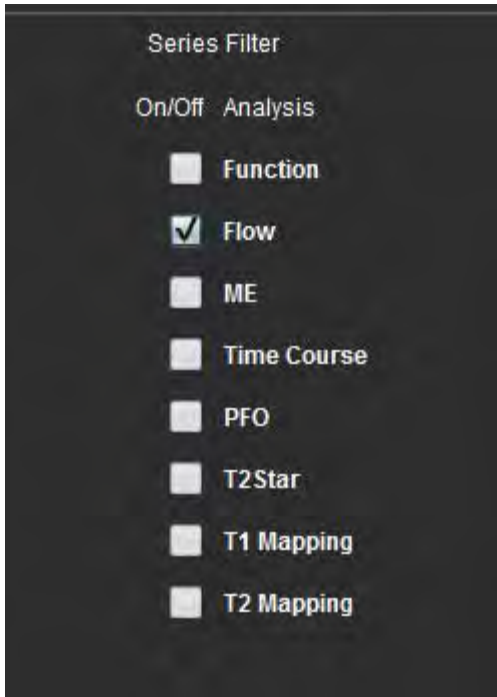 Series Filter
On/Off Analysis
Function
Flow
ME
Time Course
PFO
T2Star
T1 Mapping
T2 Mapping